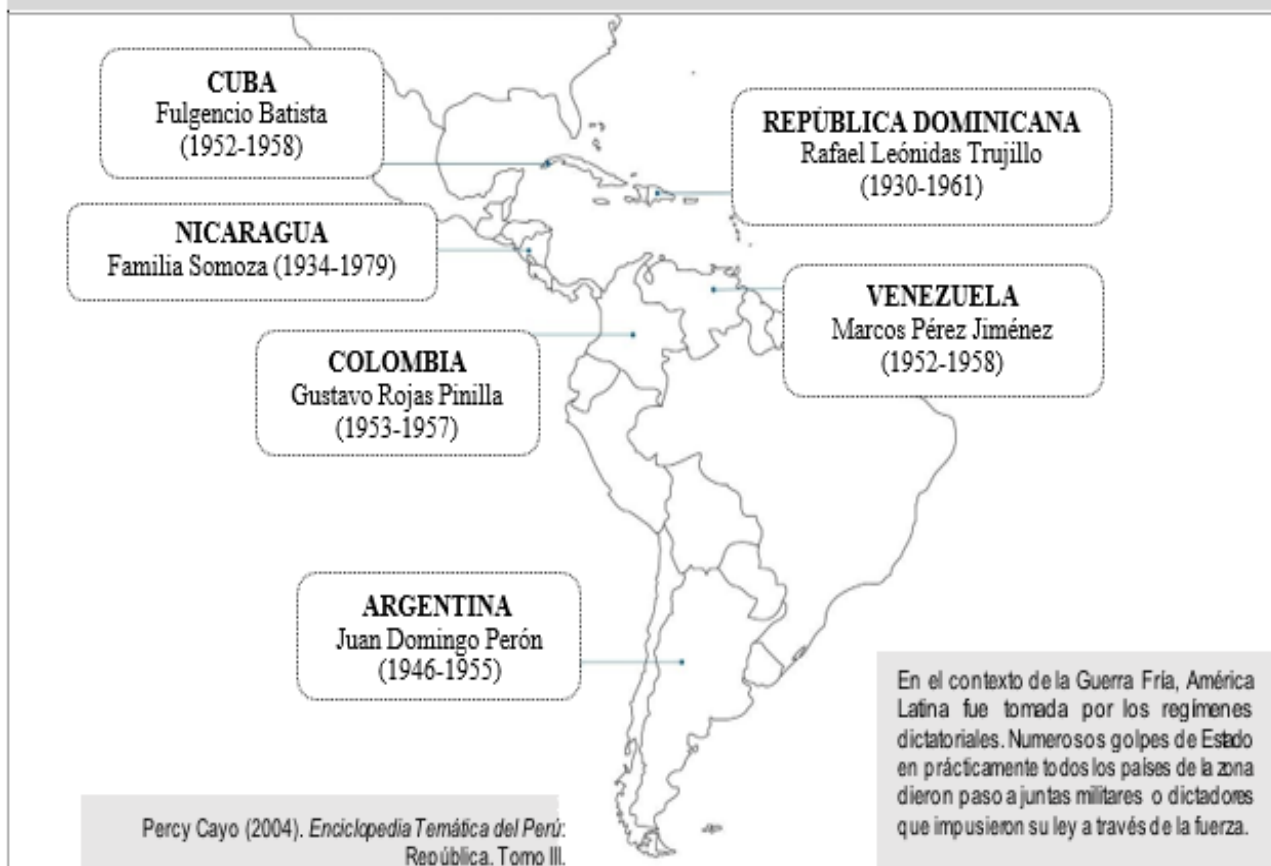 CUBA
Fulgencio Batista
(1952-1958)
REPÚBLICA DOMINICANA
Rafael Leónidas Trujillo
(1930-1961)
NICARAGUA
Familia Somoza (1934-1979)
VENEZUELA
Marcos Pérez Jiménez
(1952-1958)
COLOMBIA
Gustavo Rojas Pinilla
(1953-1957)
ARGENTINA
Juan Domingo Perón
(1946-1955)
En el contexto de la Guerra Fría, América
Latina fue tomada por los regímenes
dictatoriales. Numerosos golpes de Estado
en prácticamente todos los países de la zona
dieron paso a juntas militares o dictadores
que impusieron su ley a través de la fuerza.
Percy Cayo (2004). Enciclopedia Temática del Perú:
República. Tomo III.